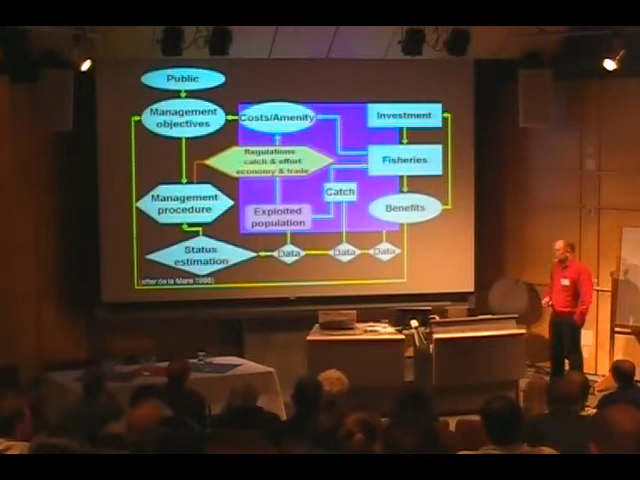 Public
Management
objectives
Costs/Amenity
Investment
Regulations
catch & effort
economy & trade
Fisheries
Management
procedure
Catch
Exploited
population
Benefits
Status
estimation
Data
Data
Data
(after de la Mare 1998)